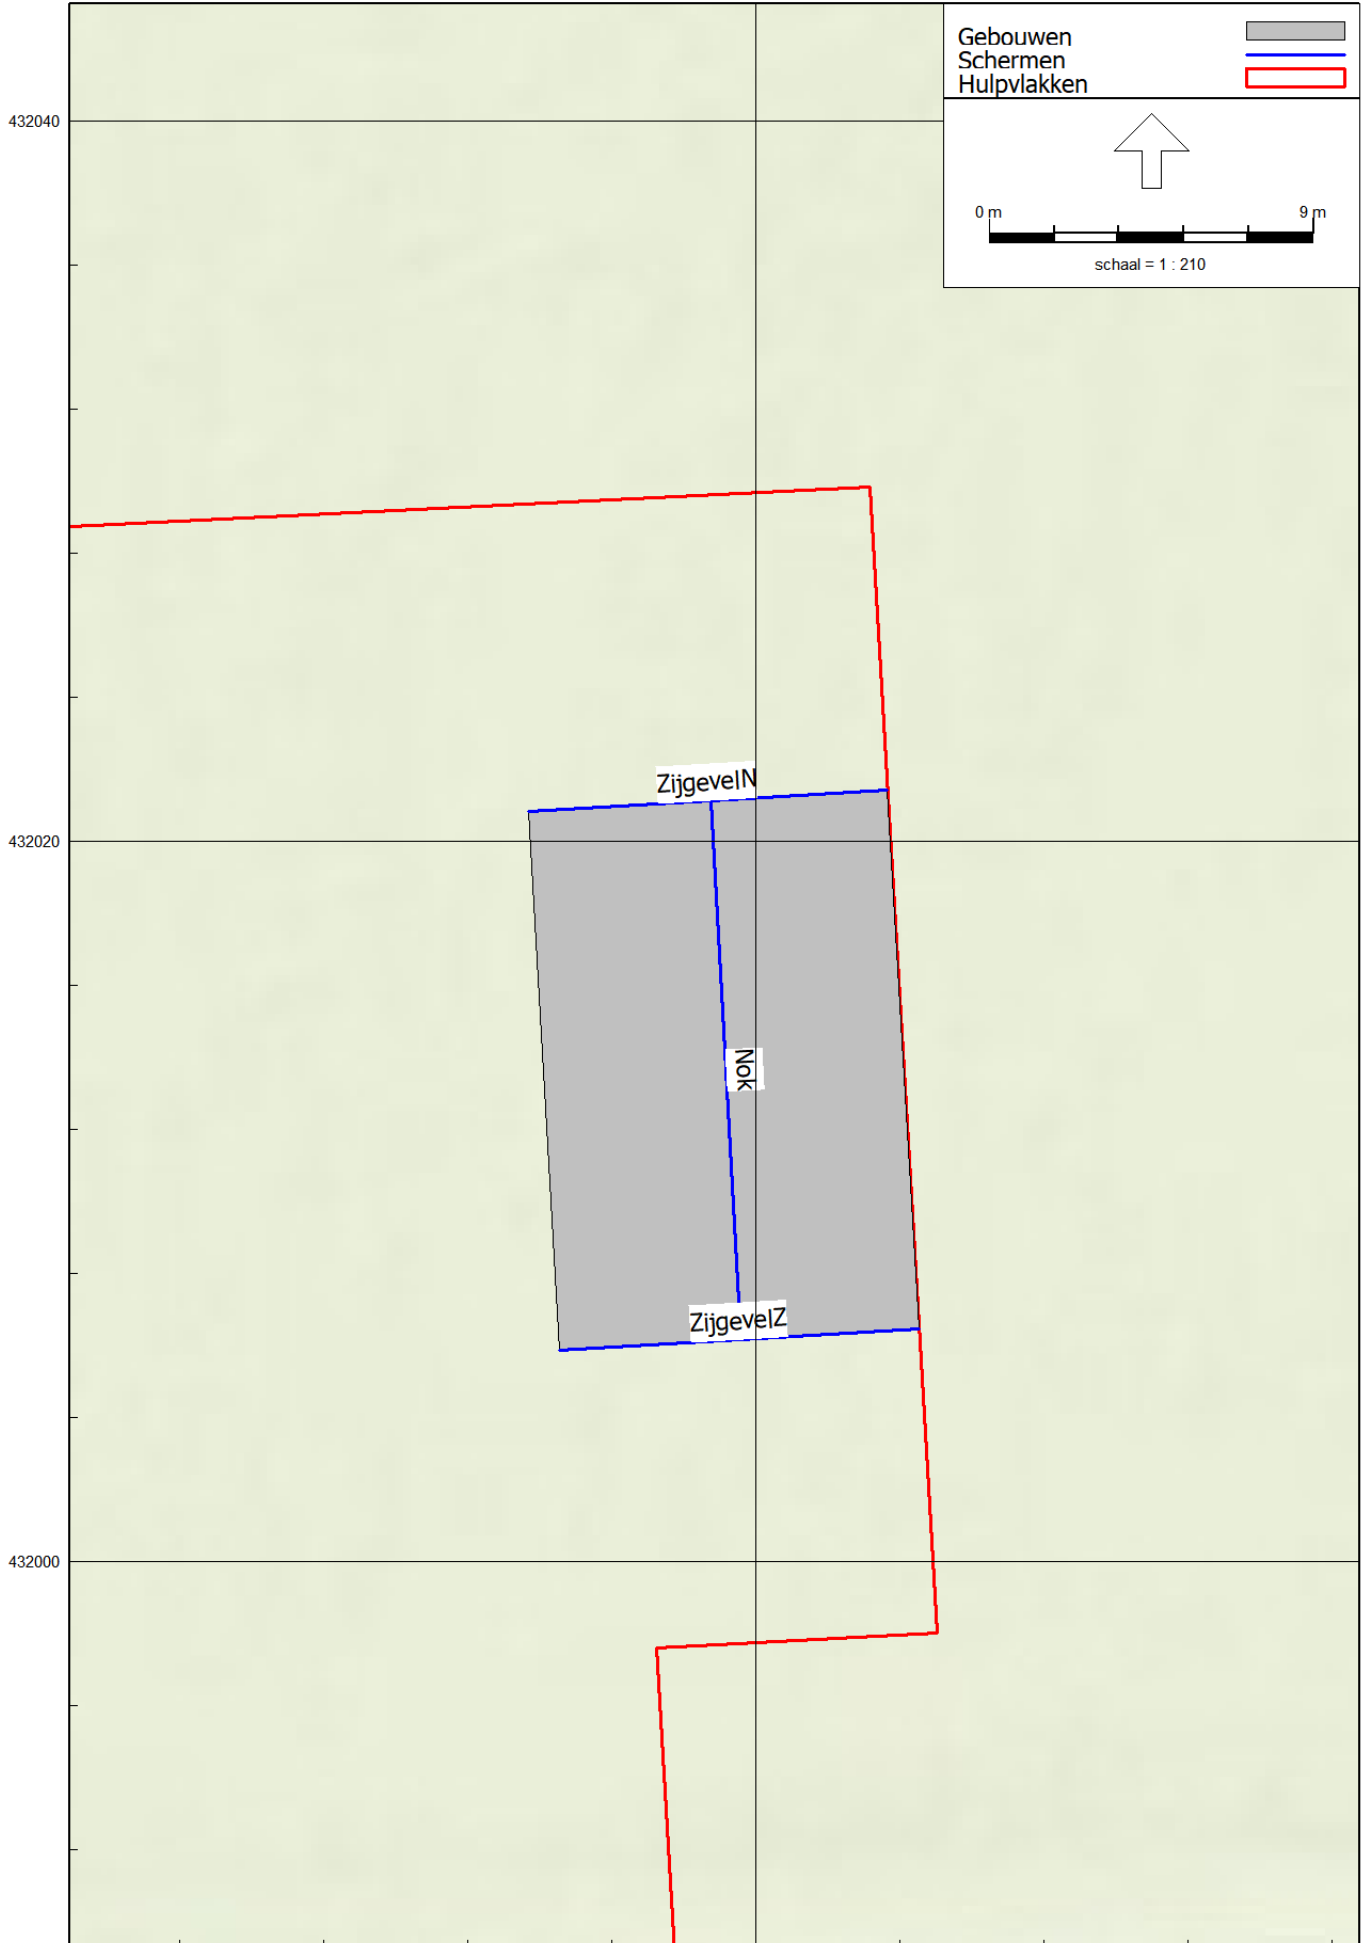 Gebouwen
Schermen
Hulpvlakken
432040
0 m 9 m
schaal = 1 : 210
ZijgevelN
432020
Nok
ZijgevelZ
432000